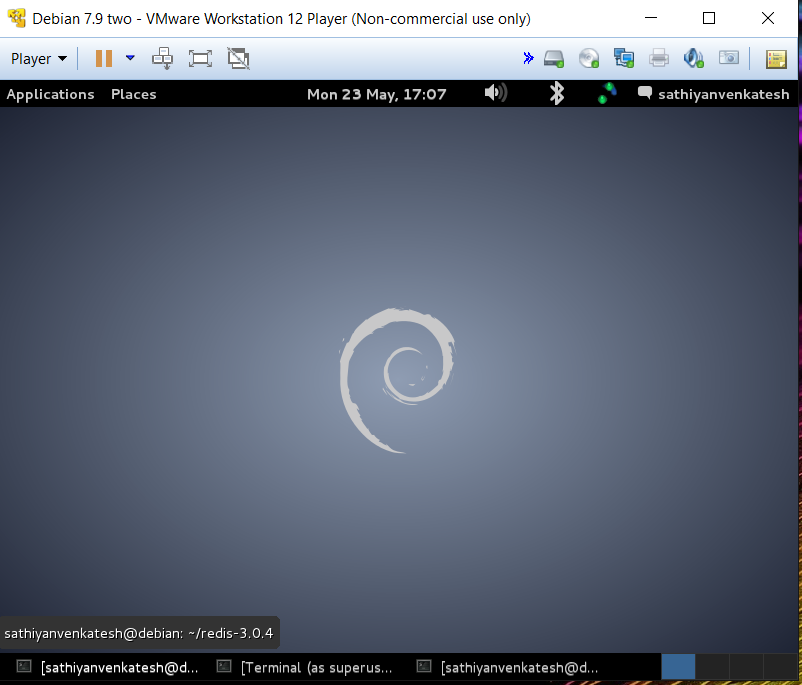 Debian 7.9 two - VMware Workstation 12 Player (Non-commercial use only)
Player
Applications Places Mon 23 May, 17:07 sathiyanvenkatesh
sathiyanvenkatesh@debian: ~/redis-3.0.4
[sathiyanvenkatesh@d... [Terminal (as superus... [sathiyanvenkatesh@d...